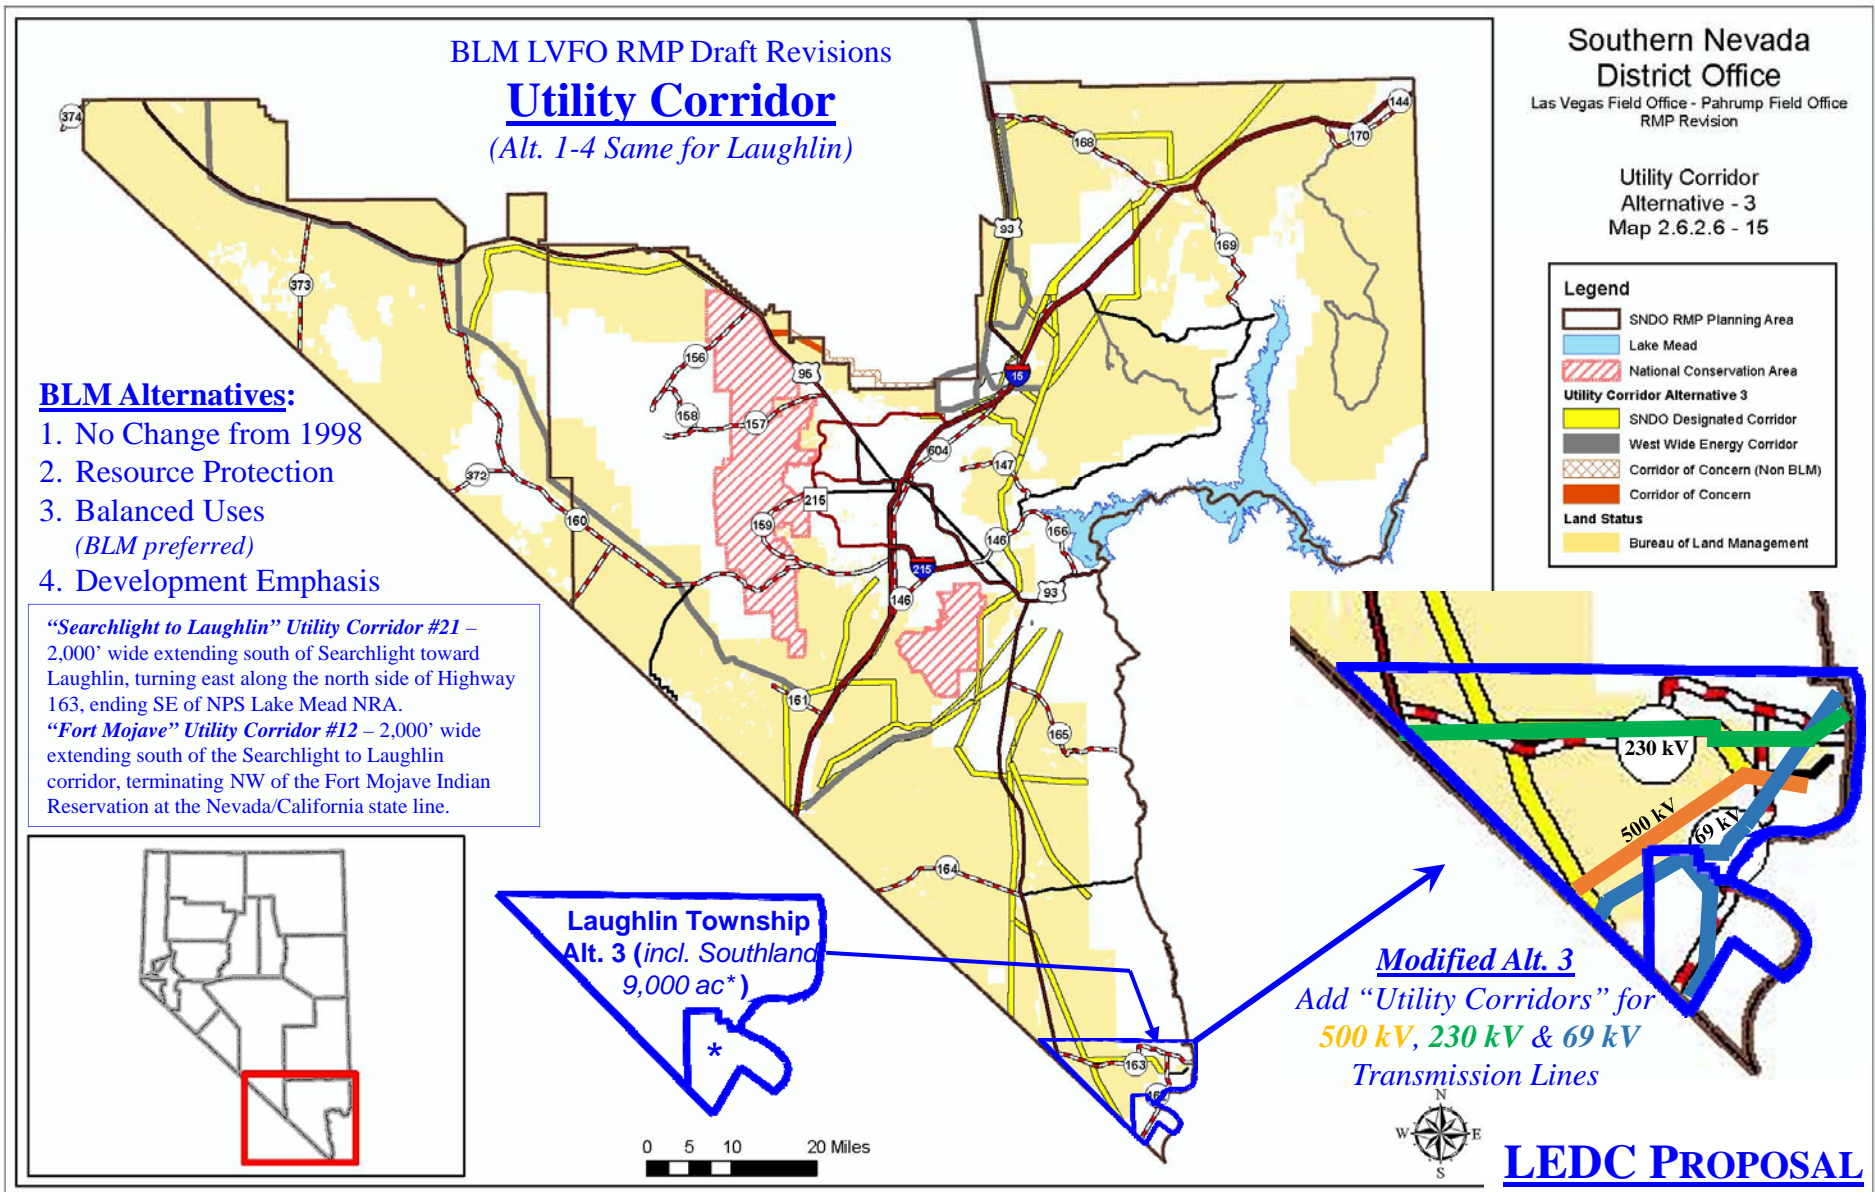 BLM LVFO RMP Draft Revisions
Utility Corridor
(Alt. 1-4 Same for Laughlin)
Southern Nevada
District Office
Las Vegas Field Office - Pahrump Field Office
RMP Revision
Utility Corridor
Alternative - 3
Map 2.6.2.6 - 15
Legend
SNDO RMP Planning Area
Lake Mead
National Conservation Area
Utility Corridor Alternative 3
SNDO Designated Corridor
West Wide Energy Corridor
Corridor of Concern (Non BLM)
Corridor of Concern
Land Status
Bureau of Land Management
BLM Alternatives:
1. No Change from 1998
2. Resource Protection
3. Balanced Uses
(BLM preferred)
4. Development Emphasis
“Searchlight to Laughlin” Utility Corridor #21 –
2,000’ wide extending south of Searchlight toward
Laughlin, turning east along the north side of Highway
163, ending SE of NPS Lake Mead NRA.
“Fort Mojave” Utility Corridor #12 – 2,000’ wide
extending south of the Searchlight to Laughlin
corridor, terminating NW of the Fort Mojave Indian
Reservation at the Nevada/California state line.
374
144
170
168
93
169
373
156
95
15
158
157
604
147
372
215
160
159
146
166
215
146
93
161
165
164
163
Laughlin Township
Alt. 3 (incl. Southland
9,000 ac*)
*
0 5 10 20 Miles
230 kV
500 kV
69 kV
Modified Alt. 3
Add “Utility Corridors” for
500 kV, 230 kV & 69 kV
Transmission Lines
N
W E
S
LEDC PROPOSAL